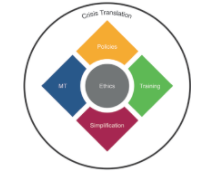 Crisis Translation
Policies
MT
Ethics
Training
Simplification